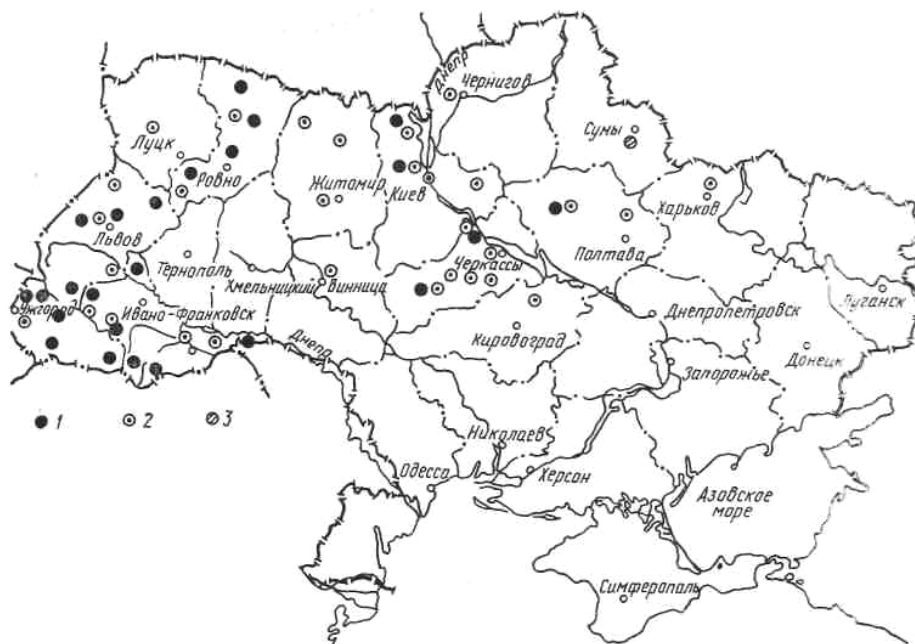 Днепр
Чернигов
Сумы
Луцк
Ровно
Житомир
Киев
Харьков
Львов
Полтава
Тернополь
Черкассы
Хмельницкий
Винница
Ужгород
Ивано-Франковск
Луганск
Днепропетровск
Днепр
Кировоград
Донецк
Запорожье
1 2 3
Николаев
Одесса
Херсон
Азовское
море
Симферополь